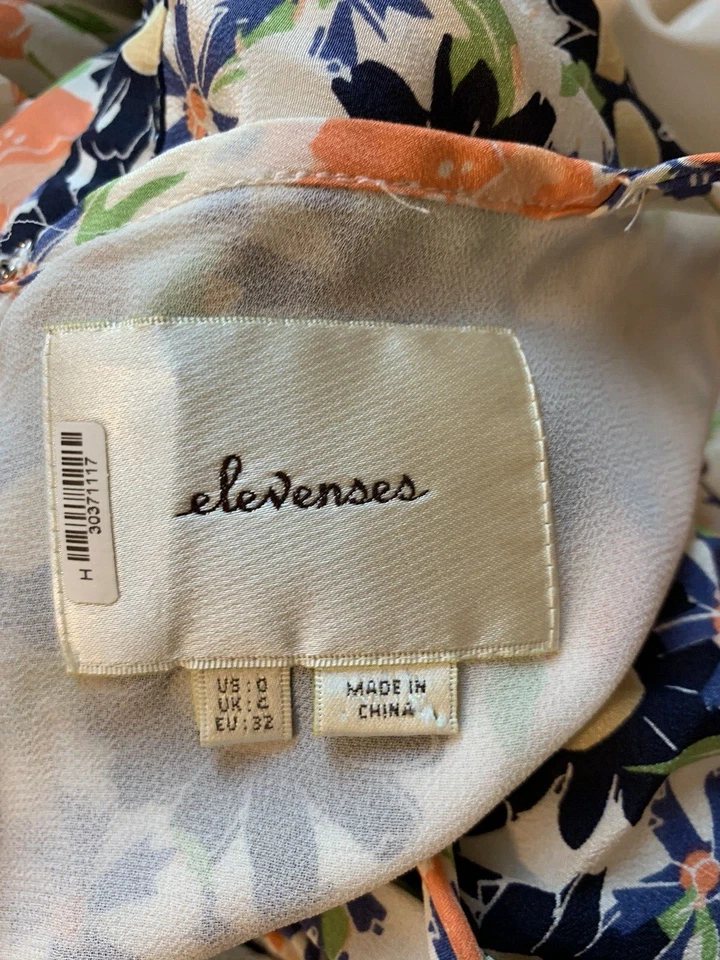 elevenses
H 30371117
US : 0
UK : 4
EU : 32
MADE IN
CHINA